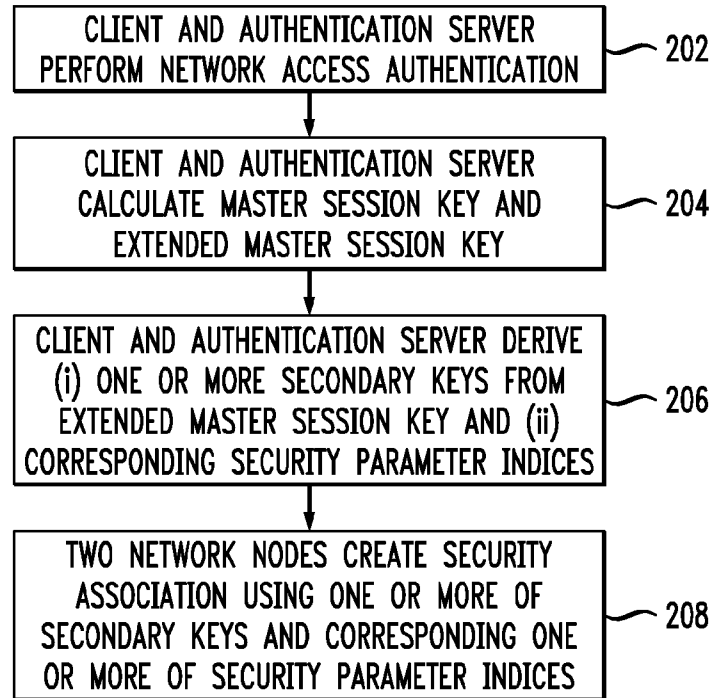 CLIENT AND AUTHENTICATION SERVER
PERFORM NETWORK ACCESS AUTHENTICATION
202
CLIENT AND AUTHENTICATION SERVER
CALCULATE MASTER SESSION KEY AND
EXTENDED MASTER SESSION KEY
204
CLIENT AND AUTHENTICATION SERVER DERIVE
(i) ONE OR MORE SECONDARY KEYS FROM
EXTENDED MASTER SESSION KEY AND (ii)
CORRESPONDING SECURITY PARAMETER INDICES
206
TWO NETWORK NODES CREATE SECURITY
ASSOCIATION USING ONE OR MORE OF
SECONDARY KEYS AND CORRESPONDING ONE
OR MORE OF SECURITY PARAMETER INDICES
208